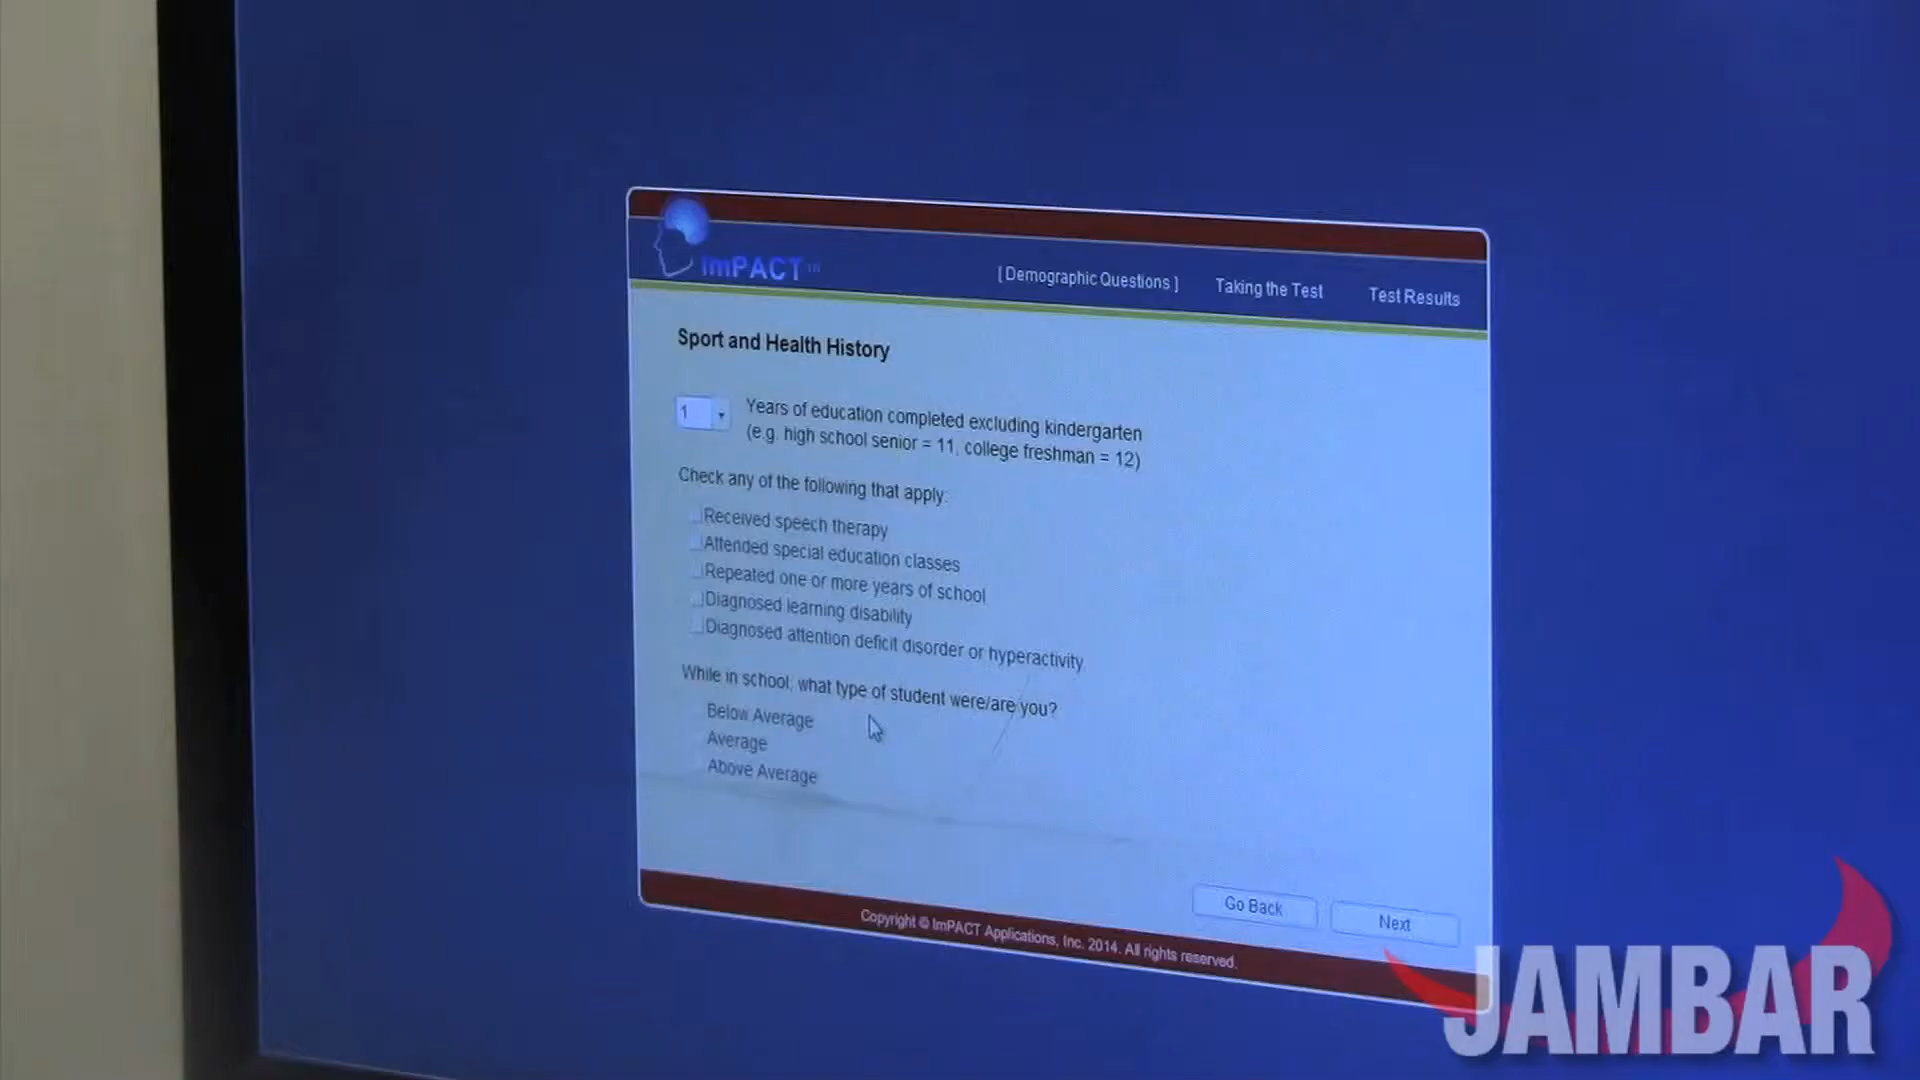 ImPACT™
[ Demographic Questions ]
Taking the Test
Test Results
Sport and Health History
1
Years of education completed excluding kindergarten
(e.g. high school senior = 11, college freshman = 12)
Check any of the following that apply:
Received speech therapy
Attended special education classes
Repeated one or more years of school
Diagnosed learning disability
Diagnosed attention deficit disorder or hyperactivity
While in school, what type of student were/are you?
Below Average
Average
Above Average
Go Back
Next
Copyright © ImPACT Applications, Inc. 2014. All rights reserved.
JAMBAR